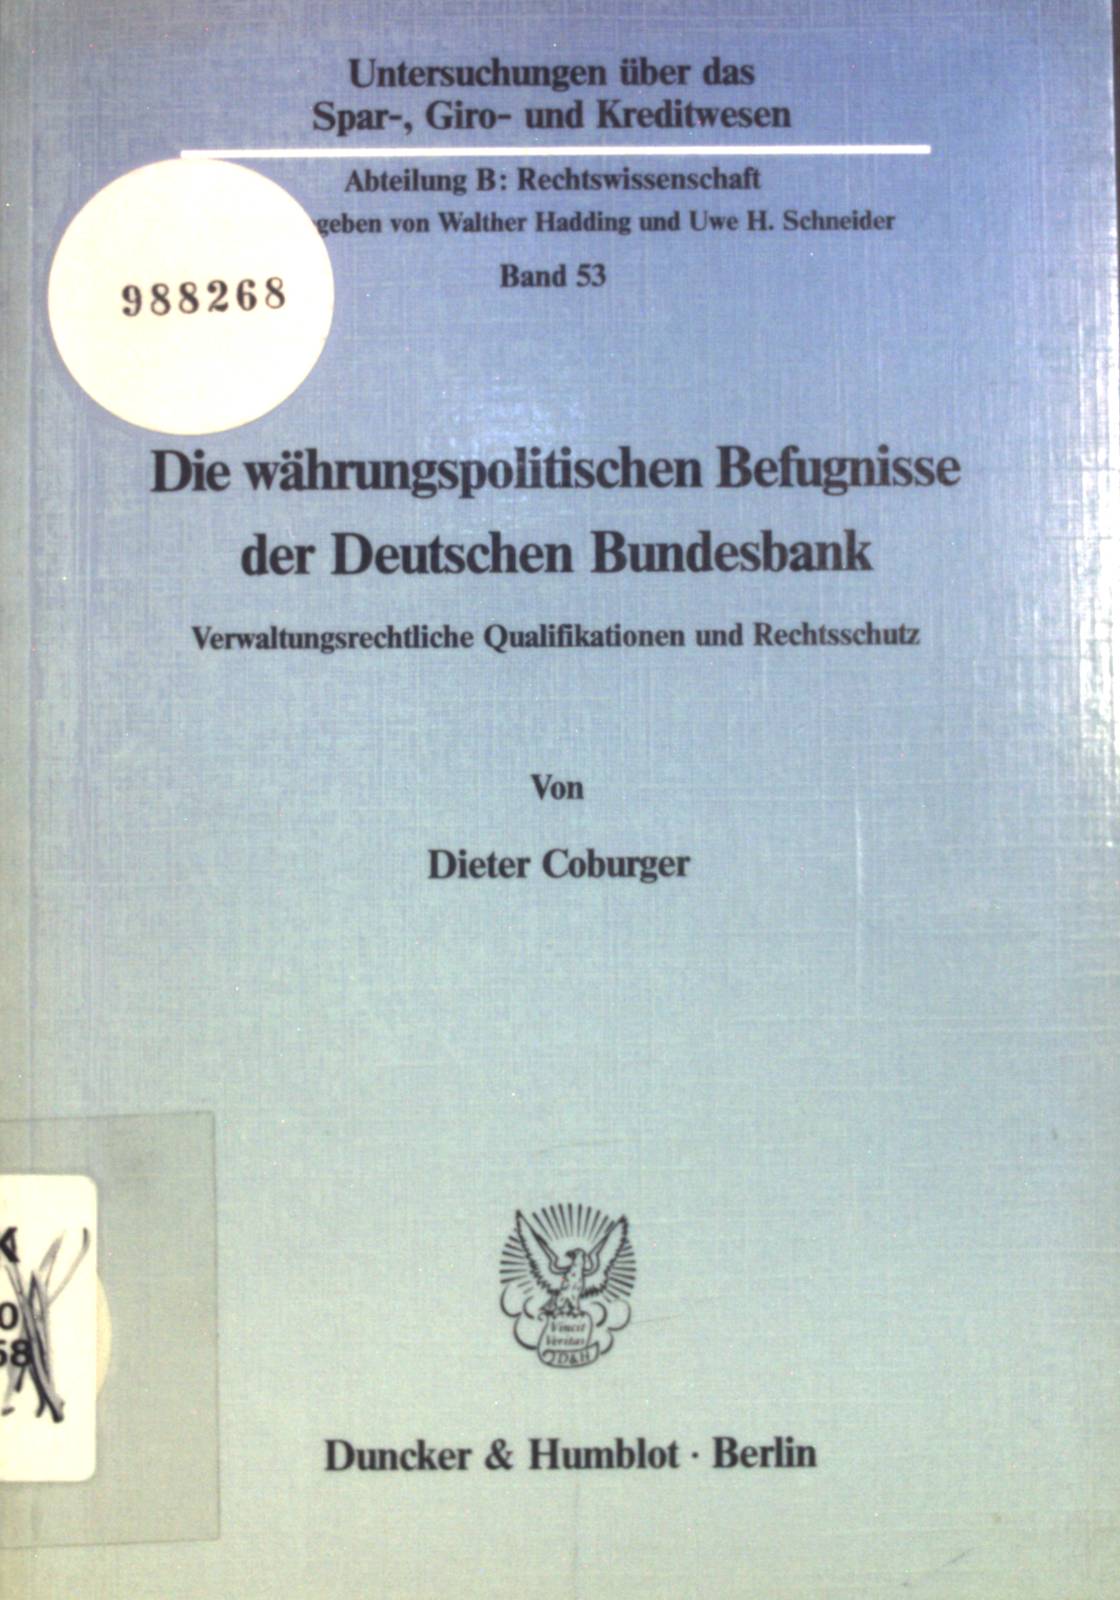 Untersuchungen über das
Spar-, Giro- und Kreditwesen
Abteilung B: Rechtswissenschaft
geben von Walther Hadding und Uwe H. Schneider
Band 53
988268
Die währungspolitischen Befugnisse
der Deutschen Bundesbank
Verwaltungsrechtliche Qualifikationen und Rechtsschutz
Von
Dieter Coburger
Vincit
Veritas
D&H
Duncker & Humblot · Berlin